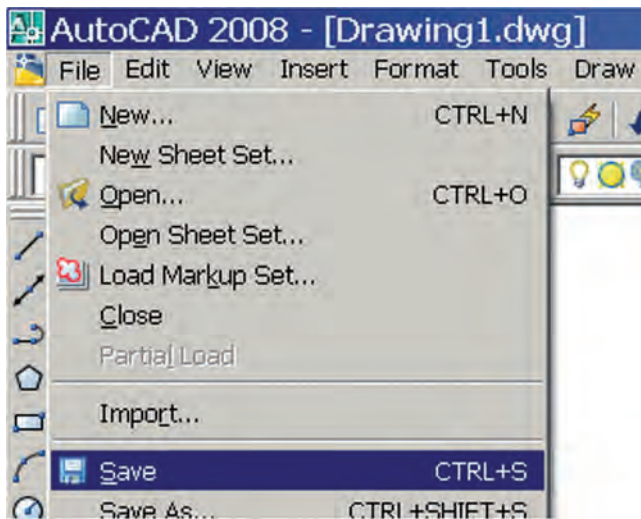 AutoCAD 2008 - [Drawing1.dwg]
File Edit View Insert Format Tools Draw
New... CTRL+N
New Sheet Set...
Open... CTRL+O
Open Sheet Set...
Load Markup Set...
Close
Partial Load
Import...
Save CTRL+S
Save As... CTRL+SHIFT+S